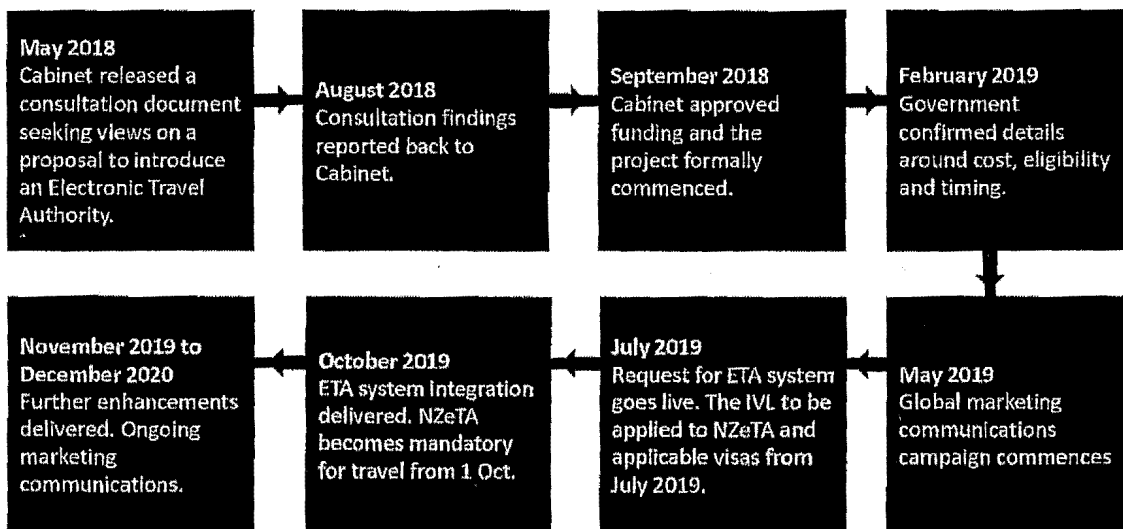 May 2018
Cabinet released a
consultation document
seeking views on a
proposal to introduce
an Electronic Travel
Authority.
August 2018
Consultation findings
reported back to
Cabinet.
September 2018
Cabinet approved
funding and the
project formally
commenced.
February 2019
Government
confirmed details
around cost, eligibility
and timing.
May 2019
Global marketing
communications
campaign commences
July 2019
Request for ETA system
goes live. The IVL to be
applied to NZeTA and
applicable visas from
July 2019.
October 2019
ETA system integration
delivered. NZeTA
becomes mandatory
for travel from 1 Oct.
November 2019 to
December 2020
Further enhancements
delivered. Ongoing
marketing
communications.